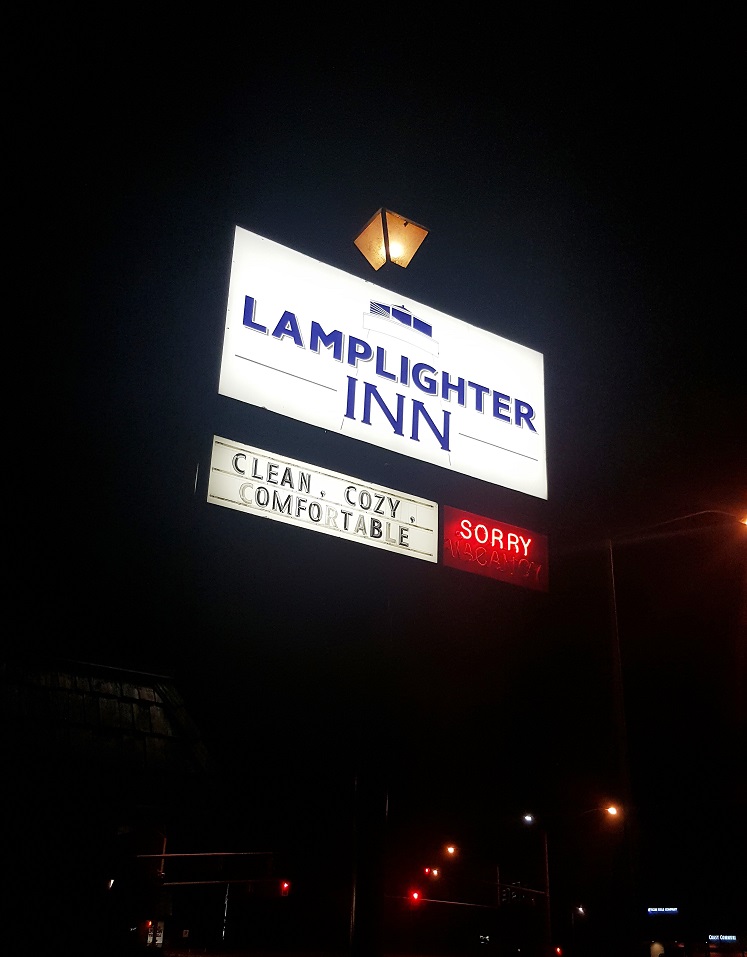 LAMPLIGHTER
INN
CLEAN, COZY,
COMFORTABLE
SORRY
VACANCY